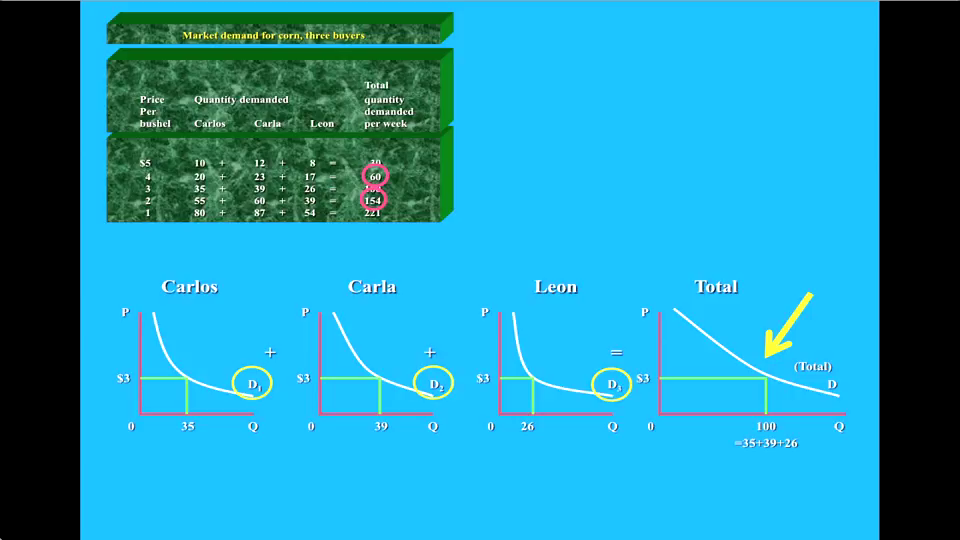 Market demand for corn, three buyers
Total
Price Quantity demanded quantity
Per demanded
bushel Carlos Carla Leon per week
$5 10 + 12 + 8 = 30
4 20 + 23 + 17 = 60
3 35 + 39 + 26 =
2 55 + 60 + 39 = 154
1 80 + 87 + 54 = 221
Carlos Carla Leon Total
P P P P
+ + =
(Total)
$3 D1 $3 D2 $3 D3 $3 D
0 35 Q 0 39 Q 0 26 Q 0 100 Q
=35+39+26